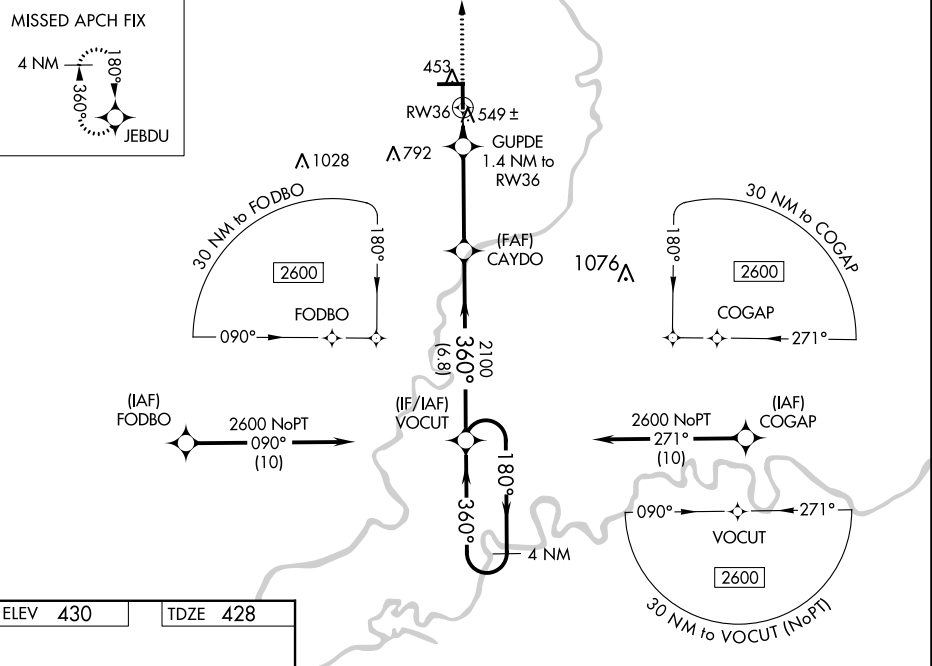 MISSED APCH FIX
4 NM
180°
360°
JEBDU
453
RW36
549 ±
GUPDE
1.4 NM to
RW36
1028
792
30 NM to FODBO
180°
2600
FODBO
090°
(FAF)
CAYDO
1076
30 NM to COGAP
180°
2600
COGAP
271°
2100
360°
(6.8)
(IAF)
FODBO
2600 NoPT
090°
(10)
(IF/IAF)
VOCUT
2600 NoPT
271°
(10)
(IAF)
COGAP
180°
360°
4 NM
090°
271°
VOCUT
2600
30 NM to VOCUT (NoPT)
ELEV 430
TDZE 428